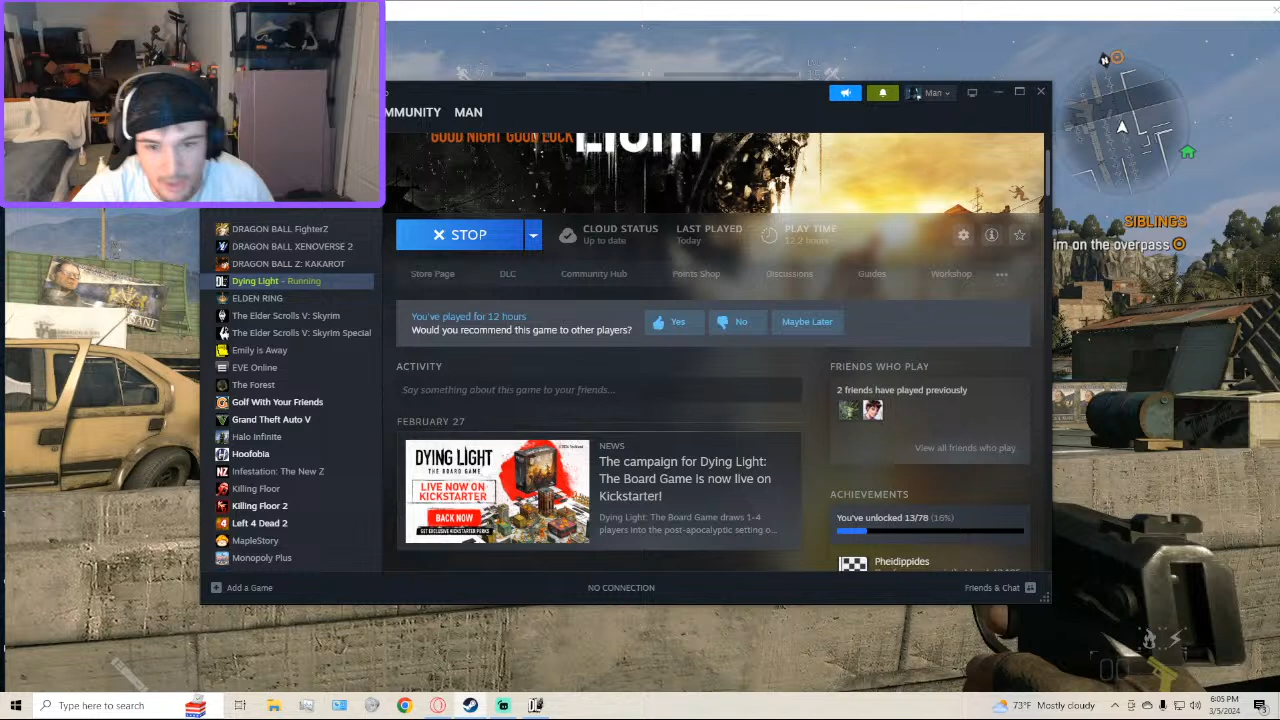 MMUNITY MAN
Man
GOOD NIGHT GOOD LUCK
LIGHT
STOP
CLOUD STATUS
Up to date
LAST PLAYED
Today
PLAY TIME
12.2 hours
Store Page DLC Community Hub Points Shop Discussions Guides Workshop
You've played for 12 hours
Would you recommend this game to other players?
Yes No Maybe Later
DRAGON BALL FighterZ
DRAGON BALL XENOVERSE 2
DRAGON BALL Z: KAKAROT
Dying Light - Running
ELDEN RING
The Elder Scrolls V: Skyrim
The Elder Scrolls V: Skyrim Special
Emily is Away
EVE Online
The Forest
Golf With Your Friends
Grand Theft Auto V
Halo Infinite
Hoofobia
Infestation: The New Z
Killing Floor
Killing Floor 2
Left 4 Dead 2
MapleStory
Monopoly Plus
ACTIVITY
Say something about this game to your friends...
FEBRUARY 27
DYING LIGHT
THE BOARD GAME
LIVE NOW ON
KICKSTARTER
BACK NOW
GET EXCLUSIVE KICKSTARTER PERKS
NEWS
The campaign for Dying Light:
The Board Game is now live on
Kickstarter!
Dying Light: The Board Game draws 1-4
players into the post-apocalyptic setting o...
FRIENDS WHO PLAY
2 friends have played previously
View all friends who play
ACHIEVEMENTS
You've unlocked 13/78 (16%)
Pheidippides
Add a Game
NO CONNECTION
Friends & Chat
N
SIBLINGS
im on the overpass
Type here to search
73°F Mostly cloudy
6:05 PM
3/5/2024
3